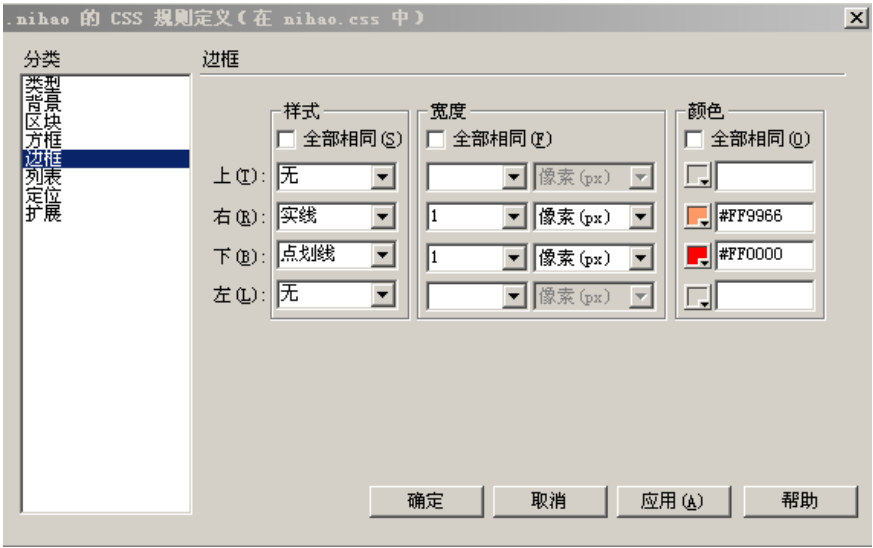 .nihao 的 CSS 规则定义(在 nihao.css 中)
分类
边框
类型
背景
区块
方框
边框
列表
定位
扩展
样式 宽度 颜色
全部相同(S) 全部相同(F) 全部相同(O)
上(T): 无 像素(px)
右(R): 实线 1 像素(px) #FF9966
下(B): 点划线 1 像素(px) #FF0000
左(L): 无 像素(px)
确定 取消 应用(A) 帮助